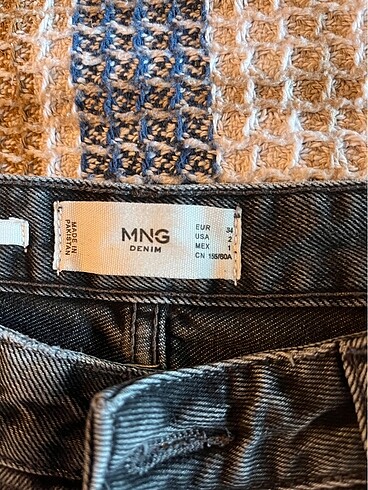 MADE IN
PAKISTAN
MNG
DENIM
EUR 34
USA 2
MEX 1
CN 155/60A